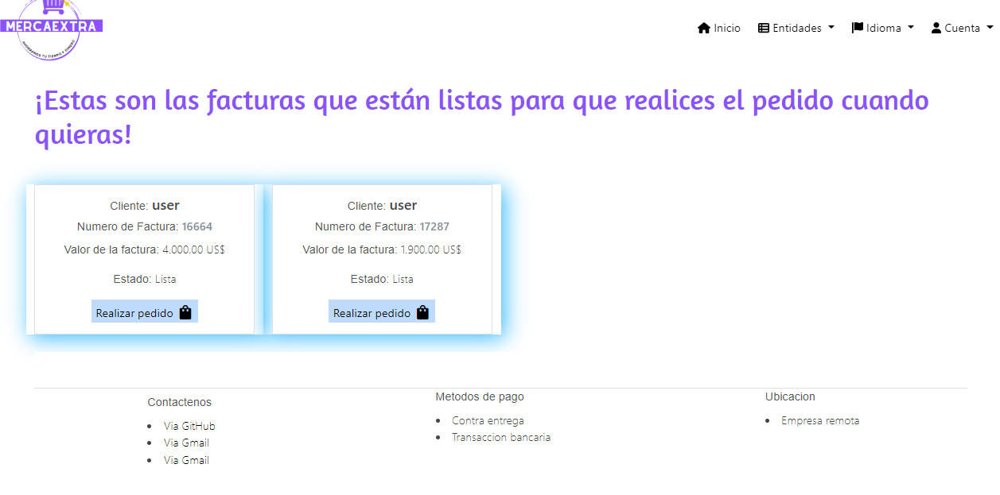 MERCAEXTRA
AHORRAMOS TU TIEMPO Y DINERO
Inicio
Entidades
Idioma
Cuenta
¡Estas son las facturas que están listas para que realices el pedido cuando
quieras!
Cliente: user
Numero de Factura: 16664
Valor de la factura: 4.000,00 US$
Estado: Lista
Realizar pedido
Cliente: user
Numero de Factura: 17287
Valor de la factura: 1.900,00 US$
Estado: Lista
Realizar pedido
Contactenos
Via GitHub
Via Gmail
Via Gmail
Metodos de pago
Contra entrega
Transaccion bancaria
Ubicacion
Empresa remota